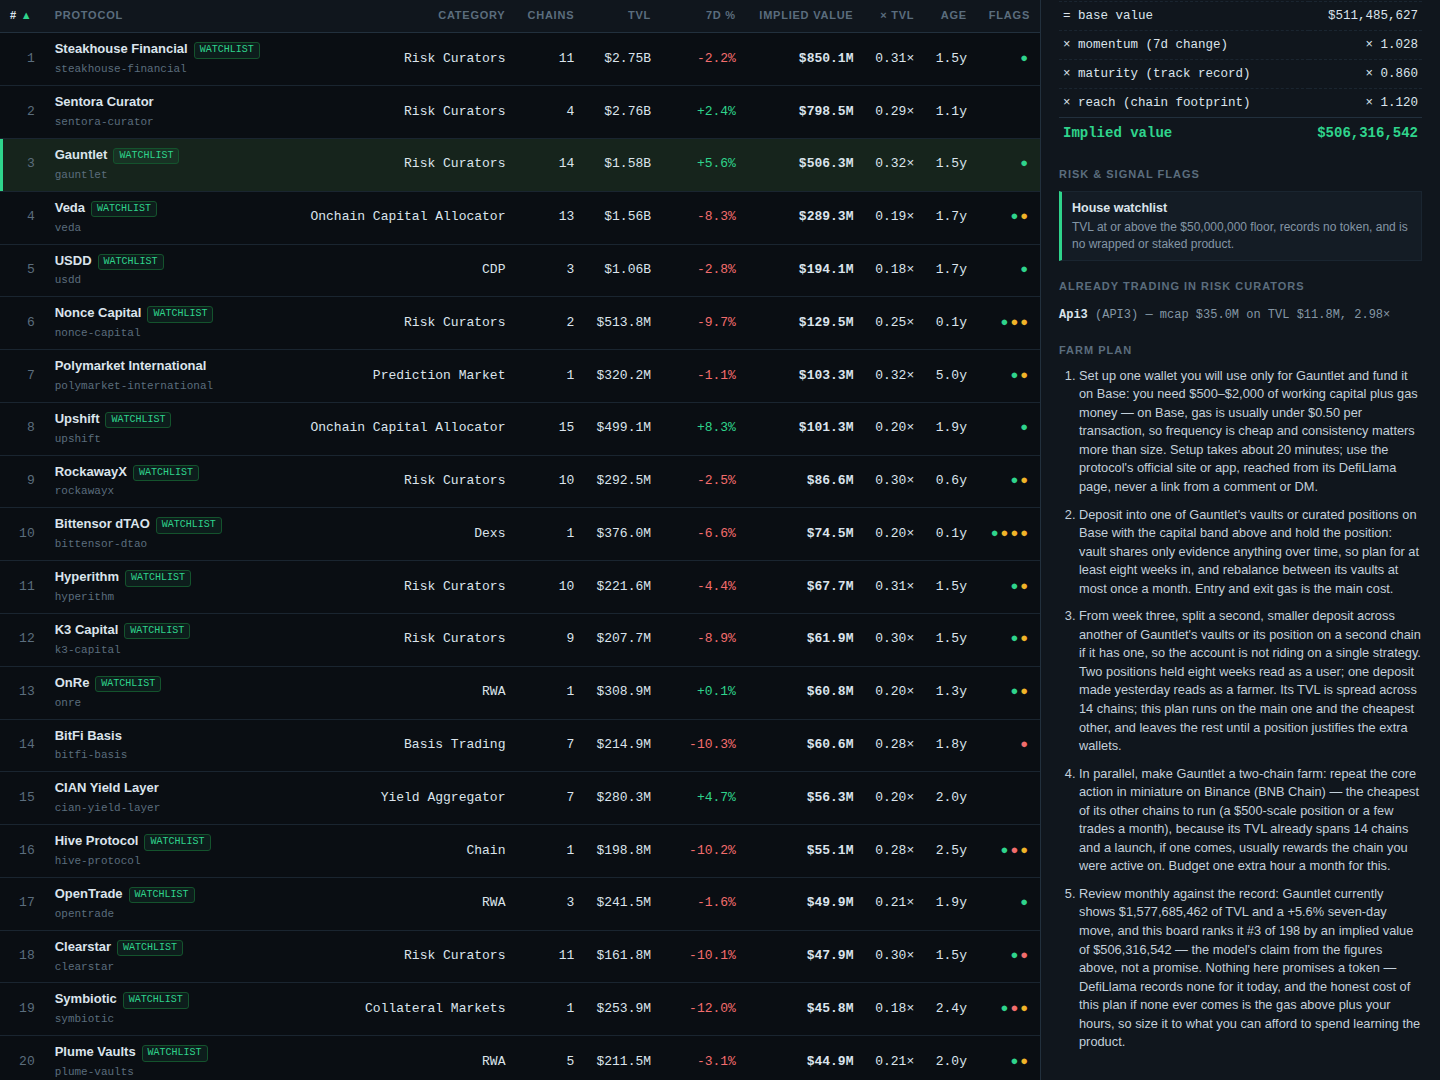 # ▲ PROTOCOL CATEGORY CHAINS TVL 7D % IMPLIED VALUE × TVL AGE FLAGS
1 Steakhouse Financial WATCHLIST Risk Curators 11 $2.75B -2.2% $850.1M 0.31× 1.5y
steakhouse-financial
2 Sentora Curator Risk Curators 4 $2.76B +2.4% $798.5M 0.29× 1.1y
sentora-curator
3 Gauntlet WATCHLIST Risk Curators 14 $1.58B +5.6% $506.3M 0.32× 1.5y
gauntlet
4 Veda WATCHLIST Onchain Capital Allocator 13 $1.56B -8.3% $289.3M 0.19× 1.7y
veda
5 USDD WATCHLIST CDP 3 $1.06B -2.8% $194.1M 0.18× 1.7y
usdd
6 Nonce Capital WATCHLIST Risk Curators 2 $513.8M -9.7% $129.5M 0.25× 0.1y
nonce-capital
7 Polymarket International Prediction Market 1 $320.2M -1.1% $103.3M 0.32× 5.0y
polymarket-international
8 Upshift WATCHLIST Onchain Capital Allocator 15 $499.1M +8.3% $101.3M 0.20× 1.9y
upshift
9 RockawayX WATCHLIST Risk Curators 10 $292.5M -2.5% $86.6M 0.30× 0.6y
rockawayx
10 Bittensor dTAO WATCHLIST Dexs 1 $376.0M -6.6% $74.5M 0.20× 0.1y
bittensor-dtao
11 Hyperithm WATCHLIST Risk Curators 10 $221.6M -4.4% $67.7M 0.31× 1.5y
hyperithm
12 K3 Capital WATCHLIST Risk Curators 9 $207.7M -8.9% $61.9M 0.30× 1.5y
k3-capital
13 OnRe WATCHLIST RWA 1 $308.9M +0.1% $60.8M 0.20× 1.3y
onre
14 BitFi Basis Basis Trading 7 $214.9M -10.3% $60.6M 0.28× 1.8y
bitfi-basis
15 CIAN Yield Layer Yield Aggregator 7 $280.3M +4.7% $56.3M 0.20× 2.0y
cian-yield-layer
16 Hive Protocol WATCHLIST Chain 1 $198.8M -10.2% $55.1M 0.28× 2.5y
hive-protocol
17 OpenTrade WATCHLIST RWA 3 $241.5M -1.6% $49.9M 0.21× 1.9y
opentrade
18 Clearstar WATCHLIST Risk Curators 11 $161.8M -10.1% $47.9M 0.30× 1.5y
clearstar
19 Symbiotic WATCHLIST Collateral Markets 1 $253.9M -12.0% $45.8M 0.18× 2.4y
symbiotic
20 Plume Vaults WATCHLIST RWA 5 $211.5M -3.1% $44.9M 0.21× 2.0y
plume-vaults
= base value $511,485,627
× momentum (7d change) × 1.028
× maturity (track record) × 0.860
× reach (chain footprint) × 1.120
Implied value $506,316,542
RISK & SIGNAL FLAGS
House watchlist
TVL at or above the $50,000,000 floor, records no token, and is
no wrapped or staked product.
ALREADY TRADING IN RISK CURATORS
Api3 (API3) — mcap $35.0M on TVL $11.8M, 2.98×
FARM PLAN
1. Set up one wallet you will use only for Gauntlet and fund it
on Base: you need $500–$2,000 of working capital plus gas
money — on Base, gas is usually under $0.50 per
transaction, so frequency is cheap and consistency matters
more than size. Setup takes about 20 minutes; use the
protocol's official site or app, reached from its DefiLlama
page, never a link from a comment or DM.
2. Deposit into one of Gauntlet's vaults or curated positions on
Base with the capital band above and hold the position:
vault shares only evidence anything over time, so plan for at
least eight weeks in, and rebalance between its vaults at
most once a month. Entry and exit gas is the main cost.
3. From week three, split a second, smaller deposit across
another of Gauntlet's vaults or its position on a second chain
if it has one, so the account is not riding on a single strategy.
Two positions held eight weeks read as a user; one deposit
made yesterday reads as a farmer. Its TVL is spread across
14 chains; this plan runs on the main one and the cheapest
other, and leaves the rest until a position justifies the extra
wallets.
4. In parallel, make Gauntlet a two-chain farm: repeat the core
action in miniature on Binance (BNB Chain) — the cheapest
of its other chains to run (a $500-scale position or a few
trades a month), because its TVL already spans 14 chains
and a launch, if one comes, usually rewards the chain you
were active on. Budget one extra hour a month for this.
5. Review monthly against the record: Gauntlet currently
shows $1,577,685,462 of TVL and a +5.6% seven-day
move, and this board ranks it #3 of 198 by an implied value
of $506,316,542 — the model's claim from the figures
above, not a promise. Nothing here promises a token —
DefiLlama records none for it today, and the honest cost of
this plan if none ever comes is the gas above plus your
hours, so size it to what you can afford to spend learning the
product.